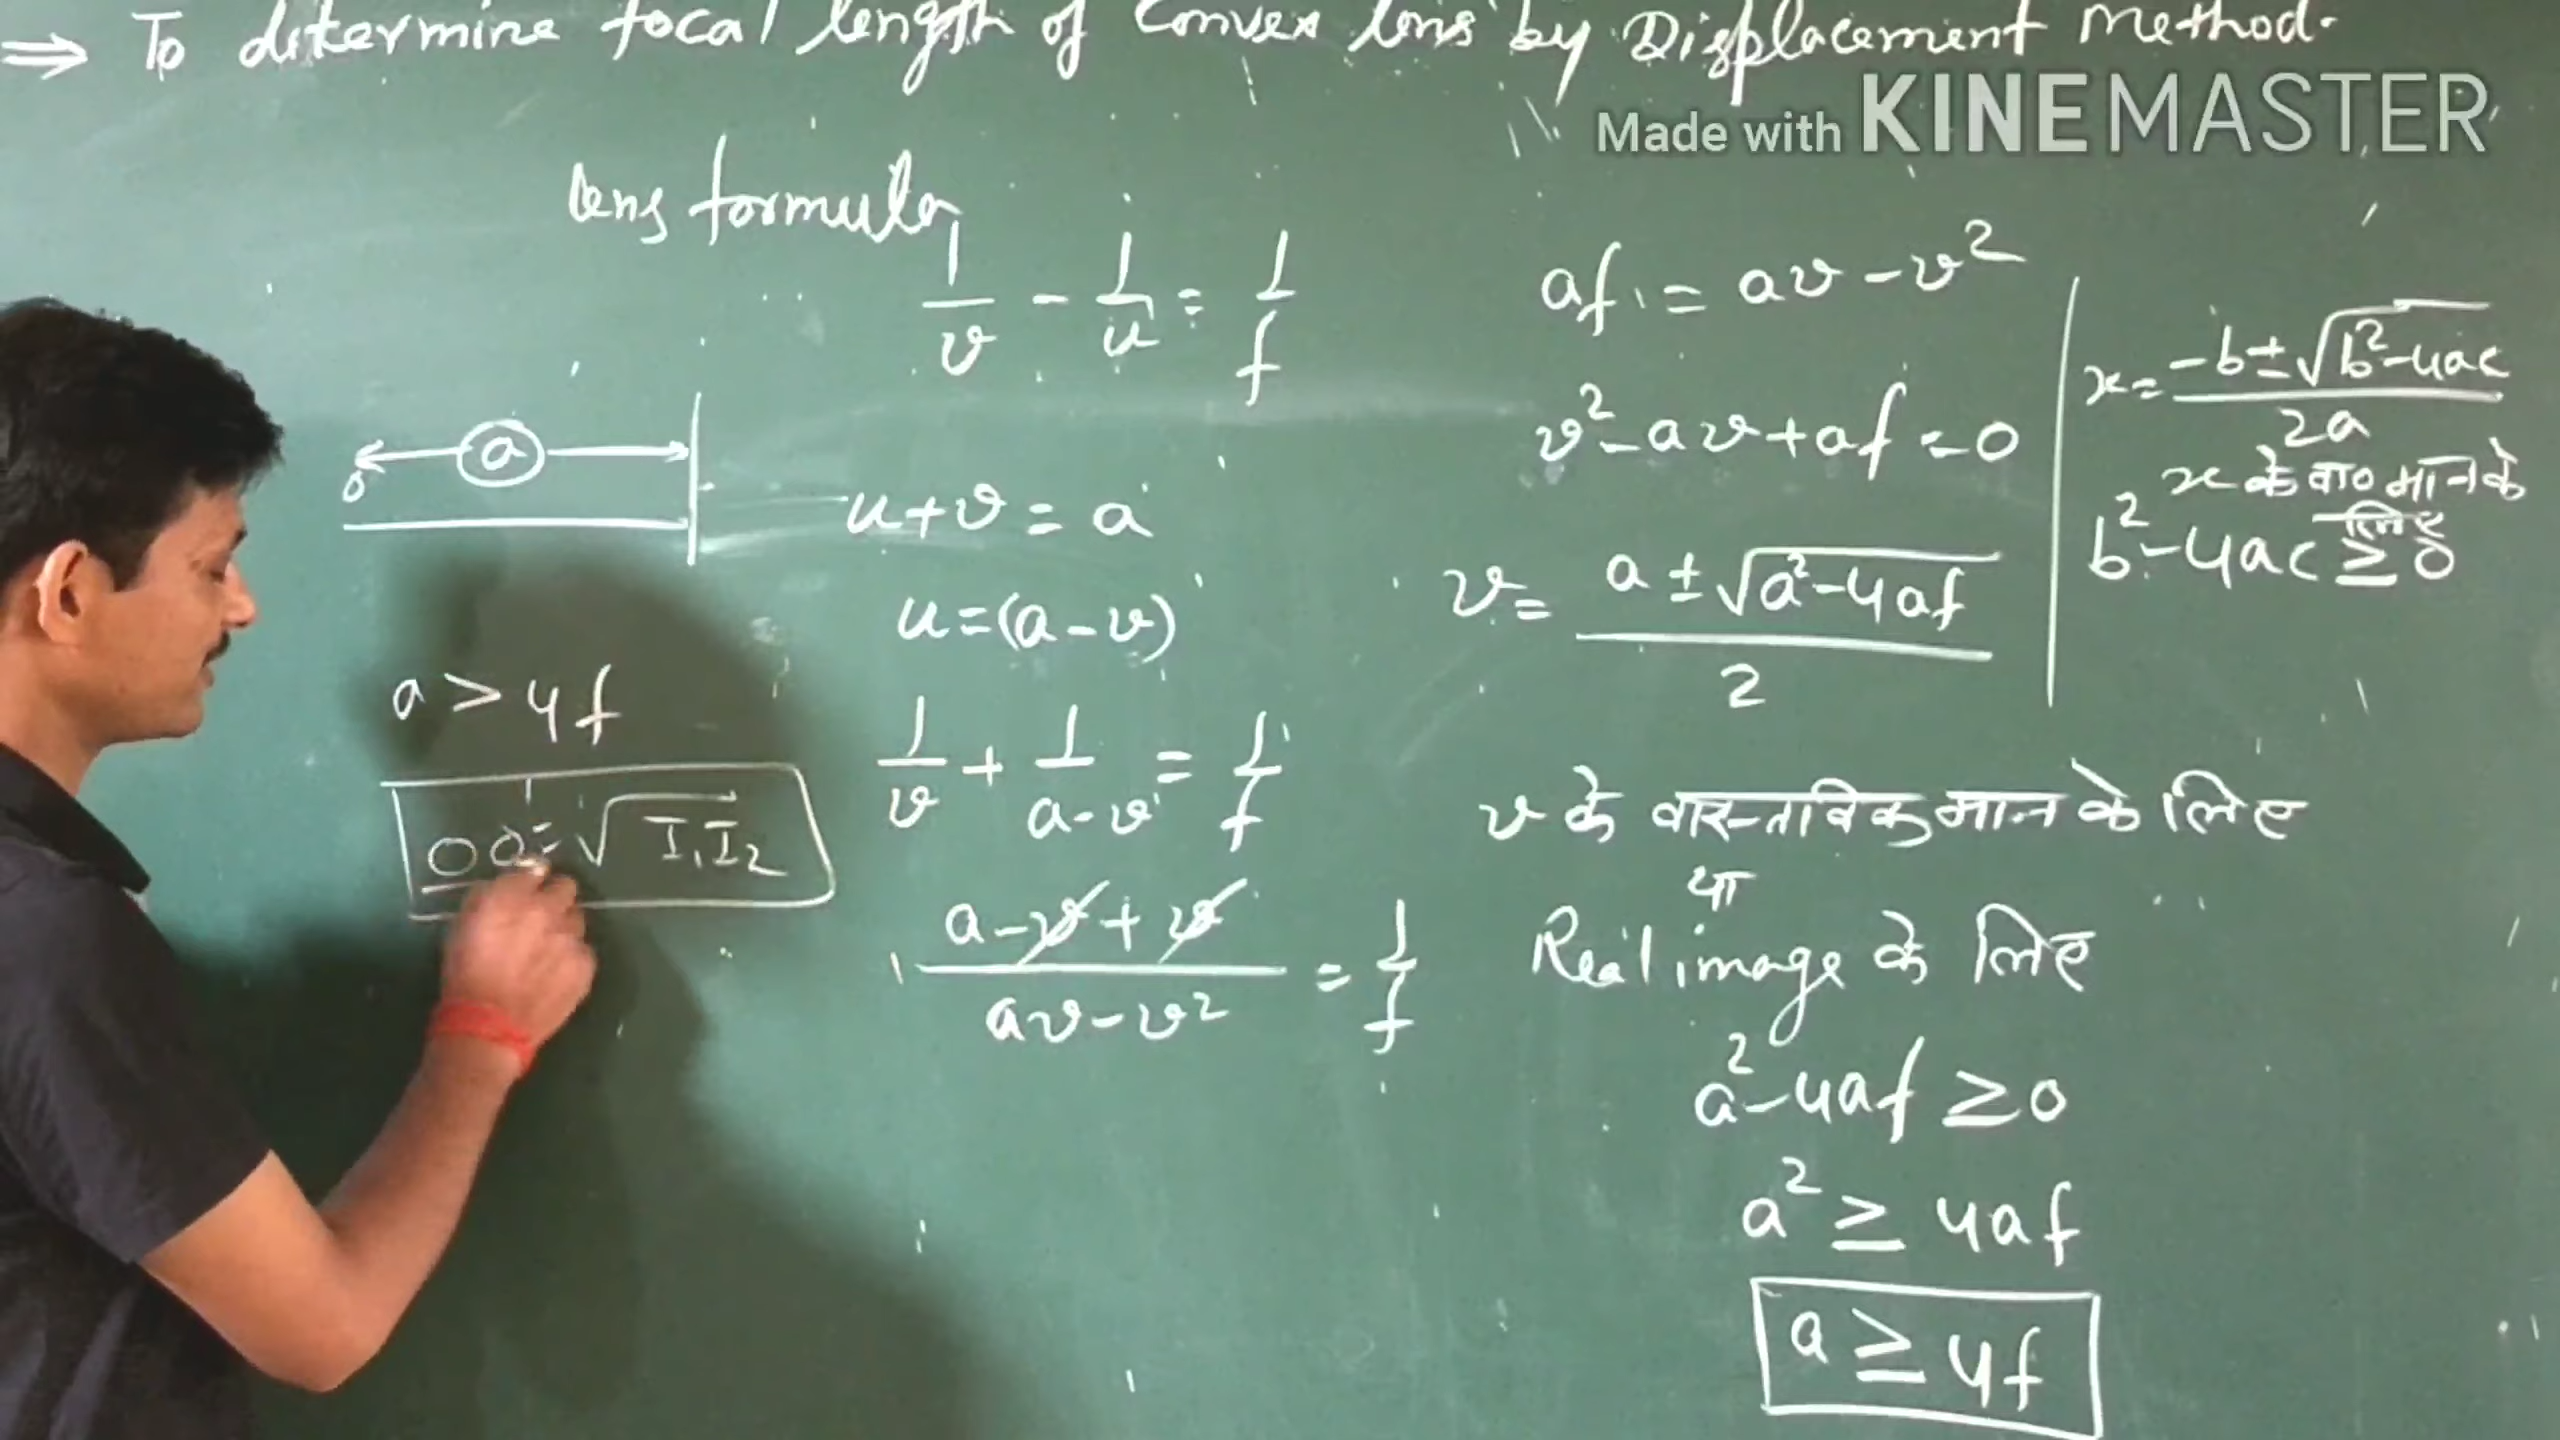 ⇒ To determine focal length of Convex lens by Displacement Method.
Made with KINEMASTER
lens formula
1/v - 1/u = 1/f
a
o
u+v = a
u=(a-v)
a > 4f
OO' = √I₁I₂
1/v + 1/a-v = 1/f
a-v+v / av-v² = 1/f
af = av-v²
v²-av+af=0
v= a±√a²-4af / 2
x= -b±√b²-4ac / 2a
x के वा० मान के लिए
b²-4ac ≥ 0
v के वास्तविक मान के लिए
या
Real image के लिए
a²-4af ≥ 0
a² ≥ 4af
a ≥ 4f